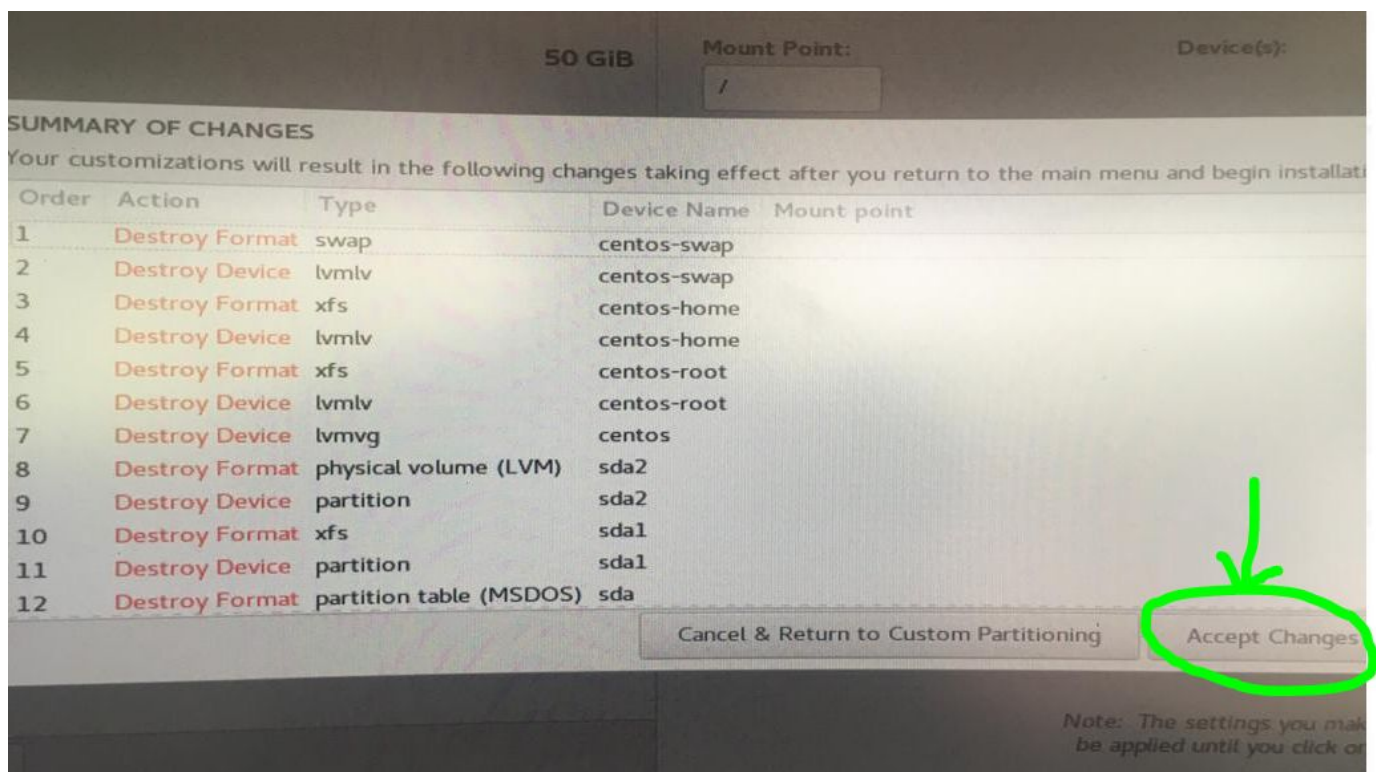 50 GiB
Mount Point:
Device(s):
/
SUMMARY OF CHANGES
Your customizations will result in the following changes taking effect after you return to the main menu and begin installati
Order Action Type Device Name Mount point
1 Destroy Format swap centos-swap
2 Destroy Device lvmlv centos-swap
3 Destroy Format xfs centos-home
4 Destroy Device lvmlv centos-home
5 Destroy Format xfs centos-root
6 Destroy Device lvmlv centos-root
7 Destroy Device lvmvg centos
8 Destroy Format physical volume (LVM) sda2
9 Destroy Device partition sda2
10 Destroy Format xfs sda1
11 Destroy Device partition sda1
12 Destroy Format partition table (MSDOS) sda
Cancel & Return to Custom Partitioning
Accept Changes
Note: The settings you mak
be applied until you click or